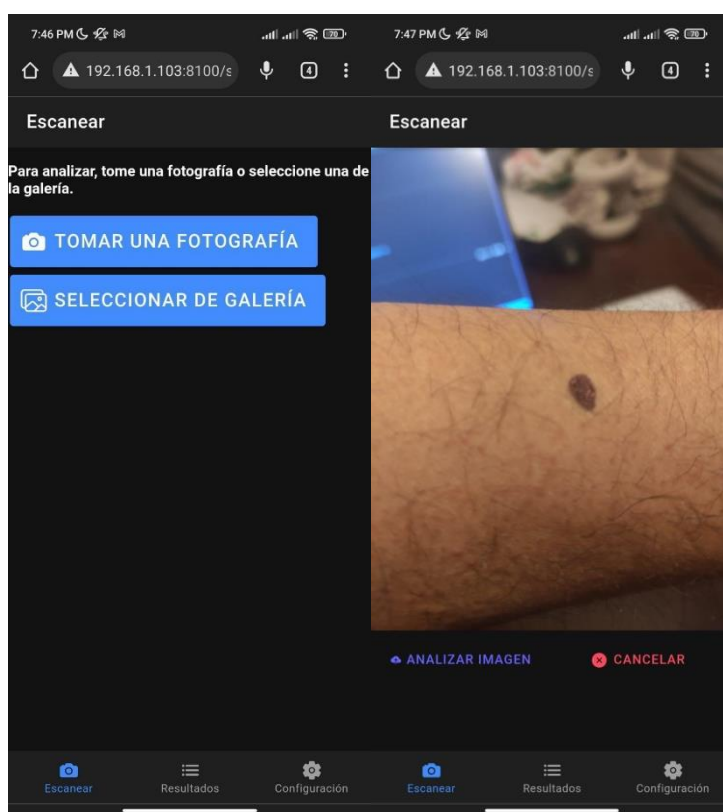 7:46 PM
70
192.168.1.103:8100/s
4
Escanear
Para analizar, tome una fotografía o seleccione una de
la galería.
TOMAR UNA FOTOGRAFÍA
SELECCIONAR DE GALERÍA
Escanear
Resultados
Configuración
7:47 PM
70
192.168.1.103:8100/s
4
Escanear
ANALIZAR IMAGEN
CANCELAR
Escanear
Resultados
Configuración